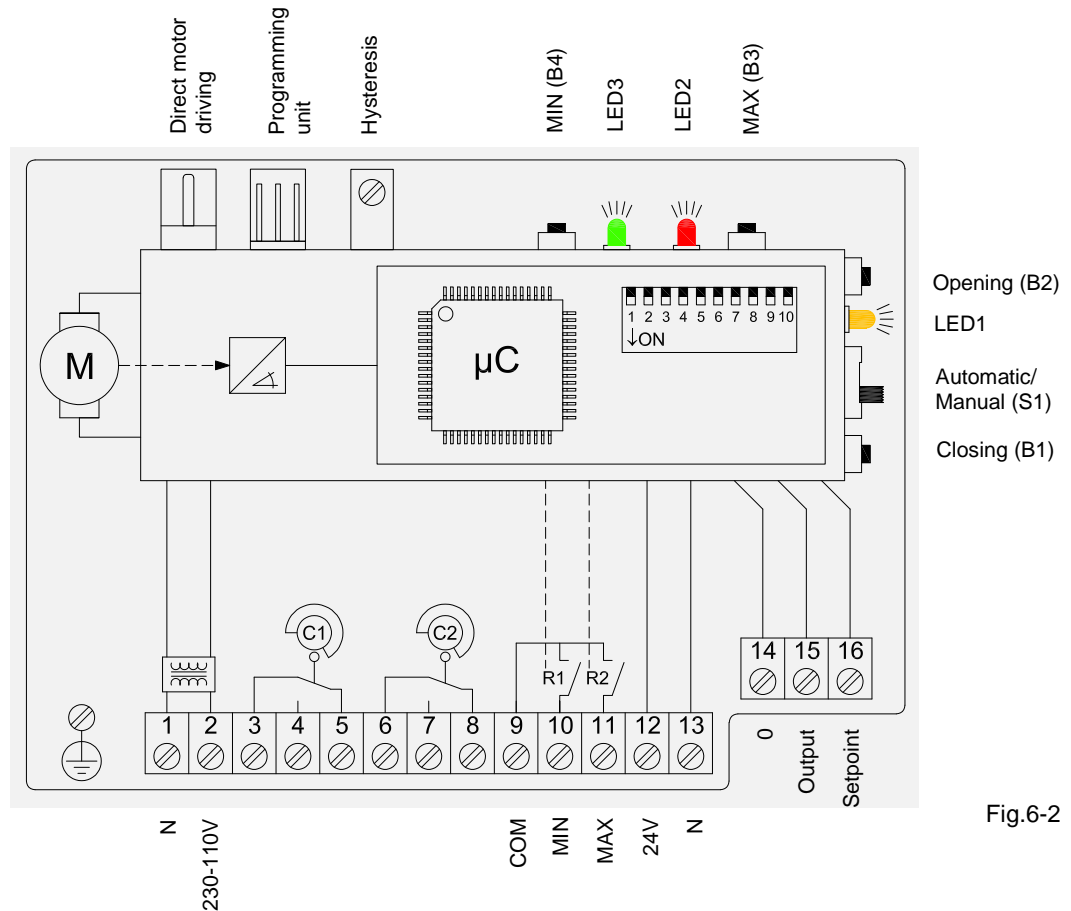 Direct motor
driving
Programming
unit
Hysteresis
MIN (B4)
LED3
LED2
MAX (B3)
Opening (B2)
LED1
Automatic/
Manual (S1)
Closing (B1)
1 2 3 4 5 6 7 8 9 10
↓ON
µC
M
C1
C2
R1
R2
14 15 16
0
Output
Setpoint
1 2 3 4 5 6 7 8 9 10 11 12 13
N
230-110V
COM
MIN
MAX
24V
N
Fig.6-2